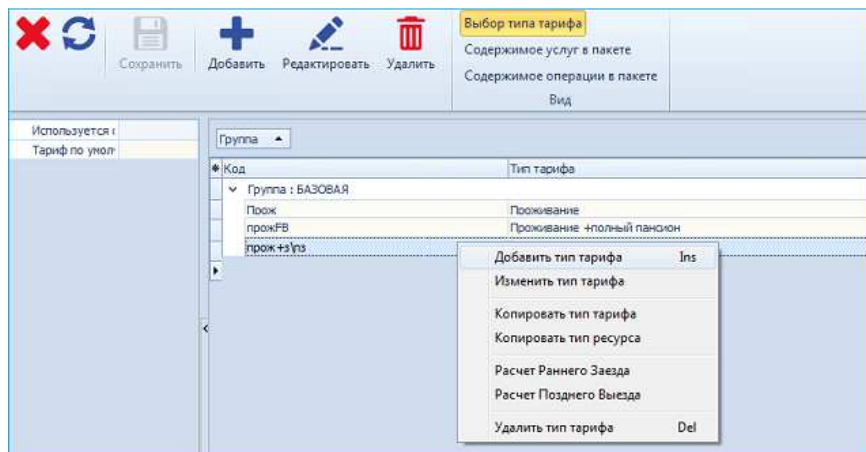 Сохранить
Добавить
Редактировать
Удалить
Выбор типа тарифа
Содержимое услуг в пакете
Содержимое операции в пакете
Вид
Используется
Тариф по умол
Группа
Код Тип тарифа
Группа : БАЗОВАЯ
Прож Проживание
прожFB Проживание +полный пансион
прож+з\пз
Добавить тип тарифа Ins
Изменить тип тарифа
Копировать тип тарифа
Копировать тип ресурса
Расчет Раннего Заезда
Расчет Позднего Выезда
Удалить тип тарифа Del